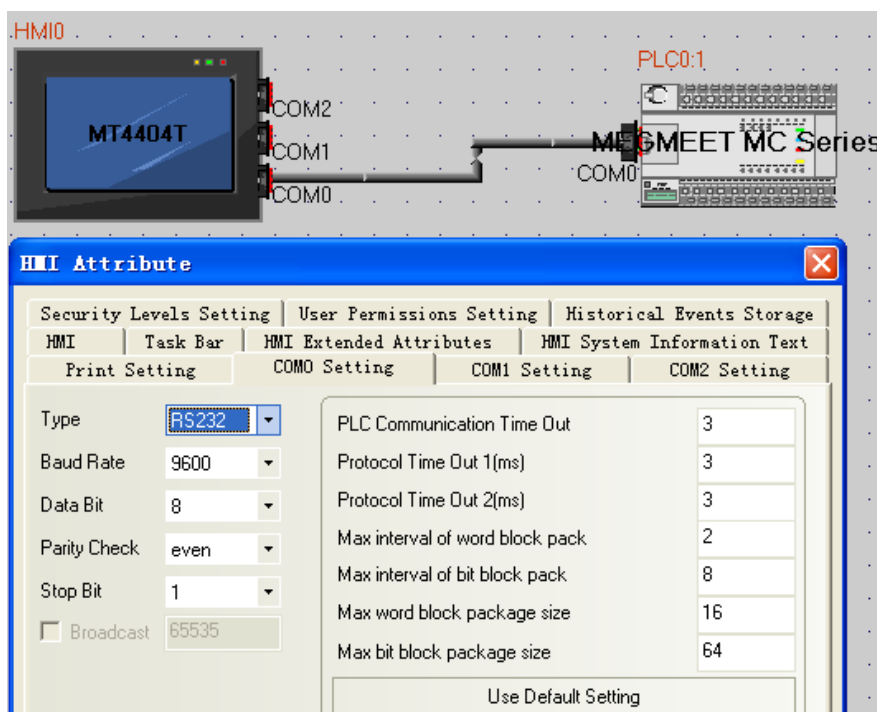 HMI0
PLC0:1
MT4404T
COM2
COM1
COM0
MEGMEET MC Series
COM0
HMI Attribute
Security Levels Setting User Permissions Setting Historical Events Storage
HMI Task Bar HMI Extended Attributes HMI System Information Text
Print Setting COM0 Setting COM1 Setting COM2 Setting
Type RS232
Baud Rate 9600
Data Bit 8
Parity Check even
Stop Bit 1
Broadcast 65535
PLC Communication Time Out 3
Protocol Time Out 1(ms) 3
Protocol Time Out 2(ms) 3
Max interval of word block pack 2
Max interval of bit block pack 8
Max word block package size 16
Max bit block package size 64
Use Default Setting